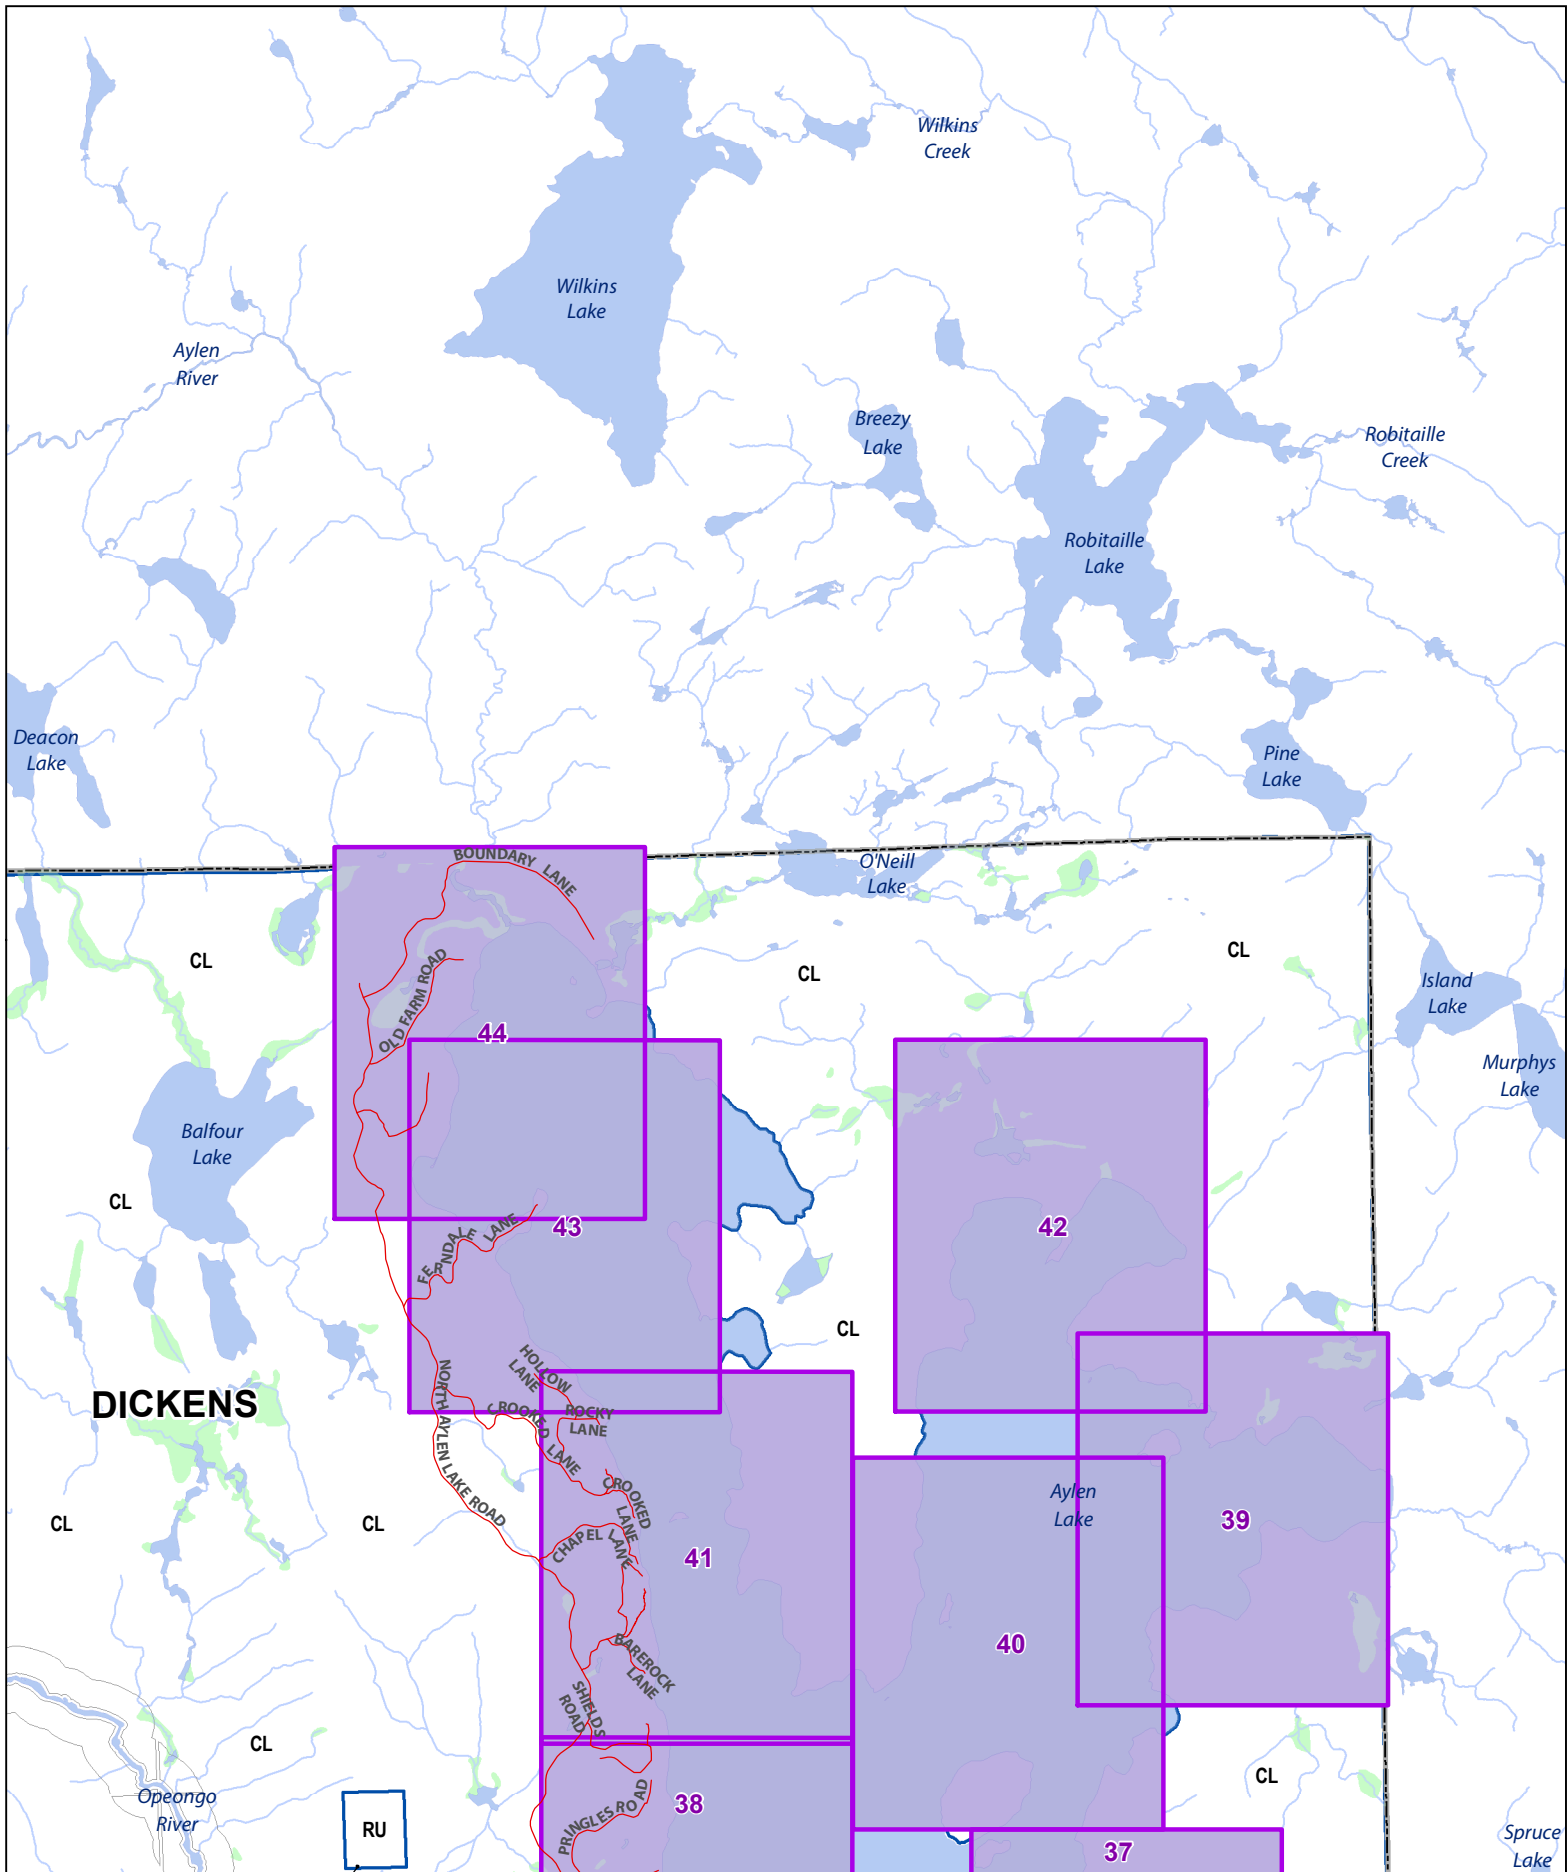 Wilkins
Creek
Wilkins
Lake
Aylen
River
Breezy
Lake
Robitaille
Creek
Robitaille
Lake
Deacon
Lake
Pine
Lake
BOUNDARY LANE
O'Neill
Lake
CL
CL
CL
OLD FARM ROAD
Island
Lake
44
Murphys
Lake
Balfour
Lake
CL
43
42
FERNDALE LANE
CL
HOLLOW
LANE
DICKENS
NORTH AYLEN LAKE ROAD
CROOKED LANE
ROCKY
LANE
CROOKED
LANE
Aylen
Lake
39
CL
CL
CHAPEL LANE
41
40
BAREROCK
LANE
SHIELDS
ROAD
CL
CL
Opeongo
River
38
PRINGLES ROAD
RU
37
Spruce
Lake